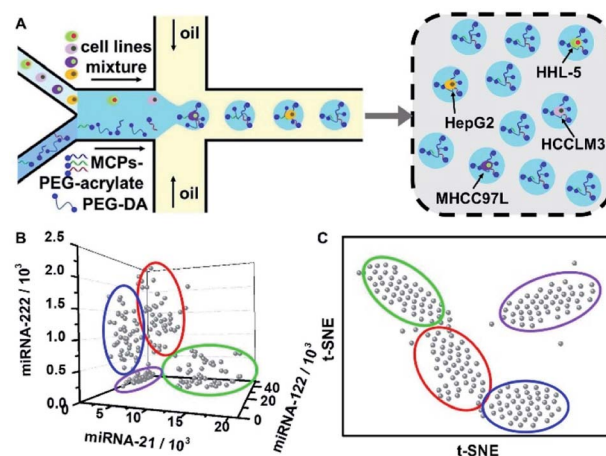 A
cell lines
mixture
oil
MCPs-
PEG-acrylate
PEG-DA
oil
HHL-5
HepG2
HCCLM3
MHCC97L
B
miRNA-222 / 10³
2.5
2.0
1.5
1.0
0.5
0.0
0
5
10
15
20
miRNA-21 / 10³
0
20
40
miRNA-122 / 10³
C
t-SNE
t-SNE